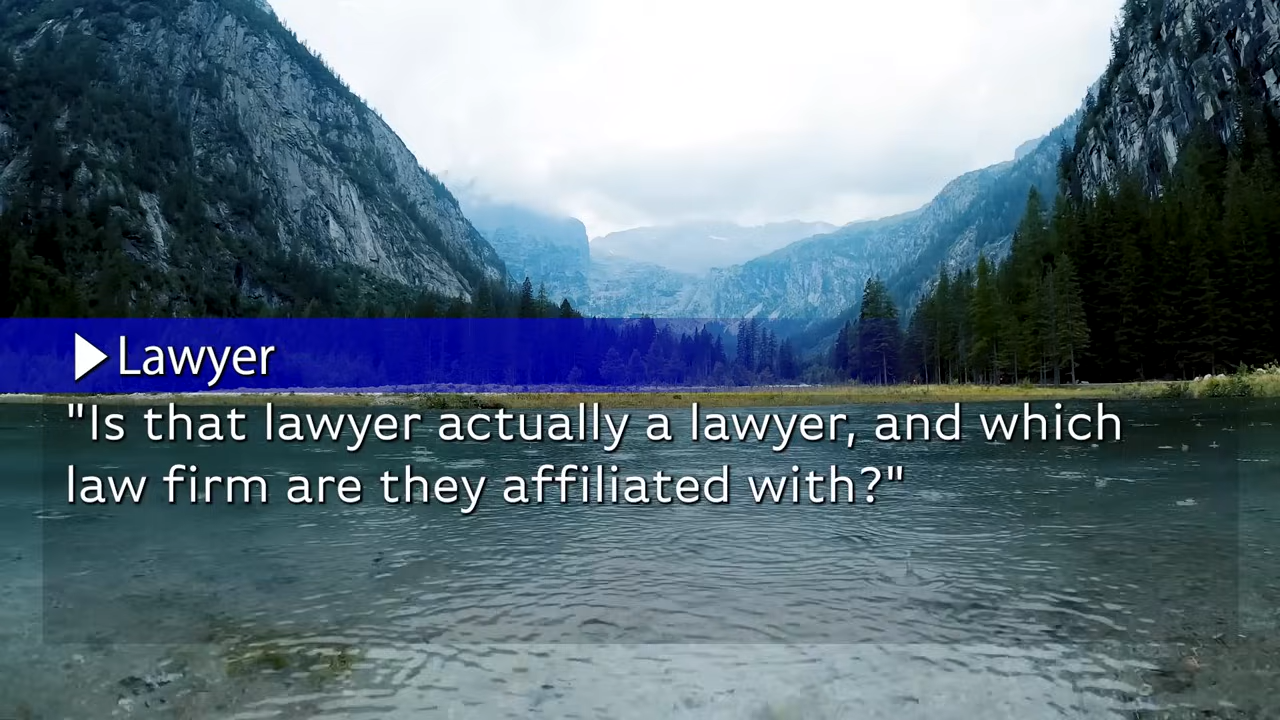 Lawyer
"Is that lawyer actually a lawyer, and which
law firm are they affiliated with?"